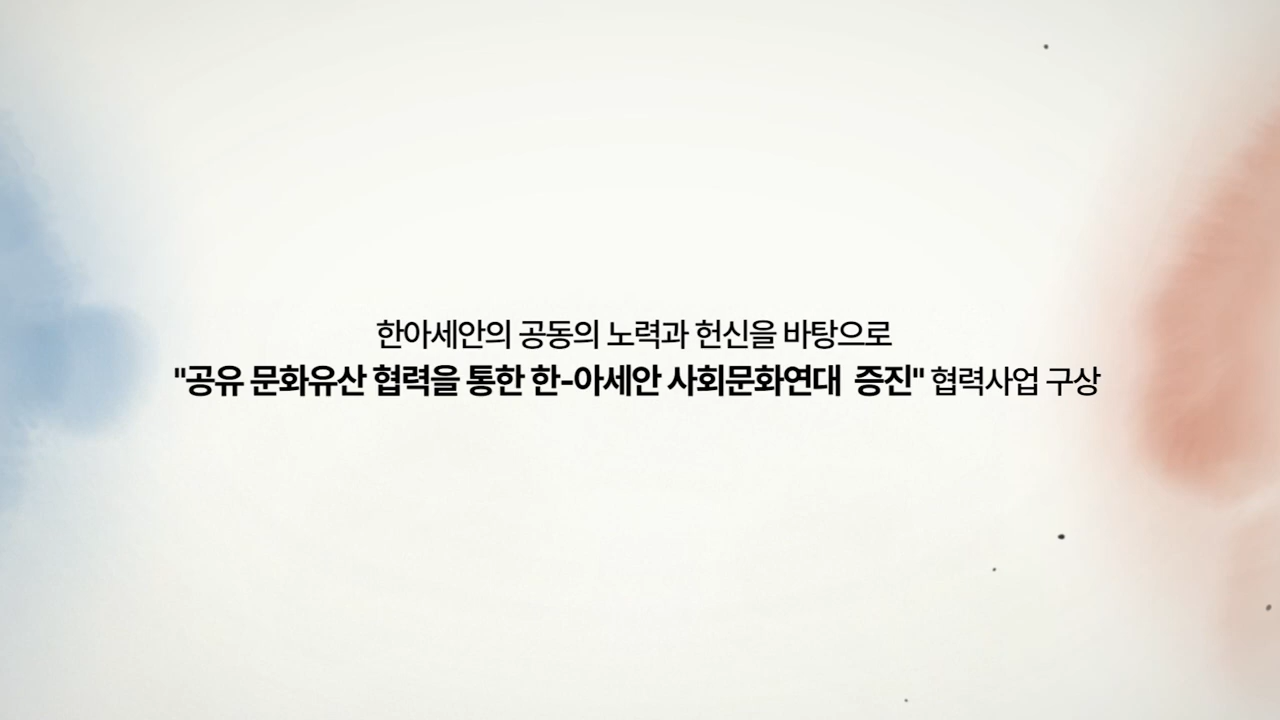 한아세안의 공동의 노력과 헌신을 바탕으로
"공유 문화유산 협력을 통한 한-아세안 사회문화연대 증진" 협력사업 구상